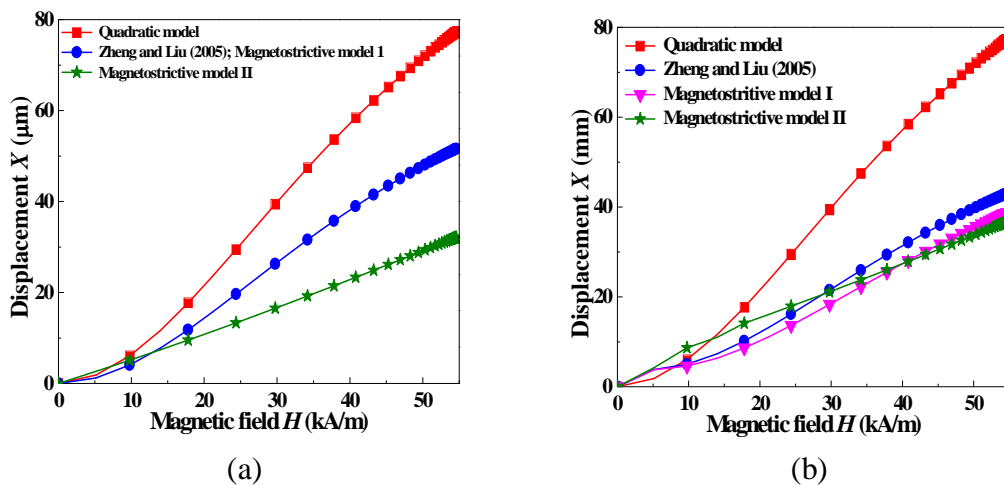 80
60
40
20
0
Displacement X (μm)
Quadratic model
Zheng and Liu (2005); Magnetostrictive model 1
Magnetostrictive model II
0 10 20 30 40 50
Magnetic field H (kA/m)
(a)
80
60
40
20
0
Displacement X (mm)
Quadratic model
Zheng and Liu (2005)
Magnetostritive model I
Magnetostrictive model II
0 10 20 30 40 50
Magnetic field H (kA/m)
(b)